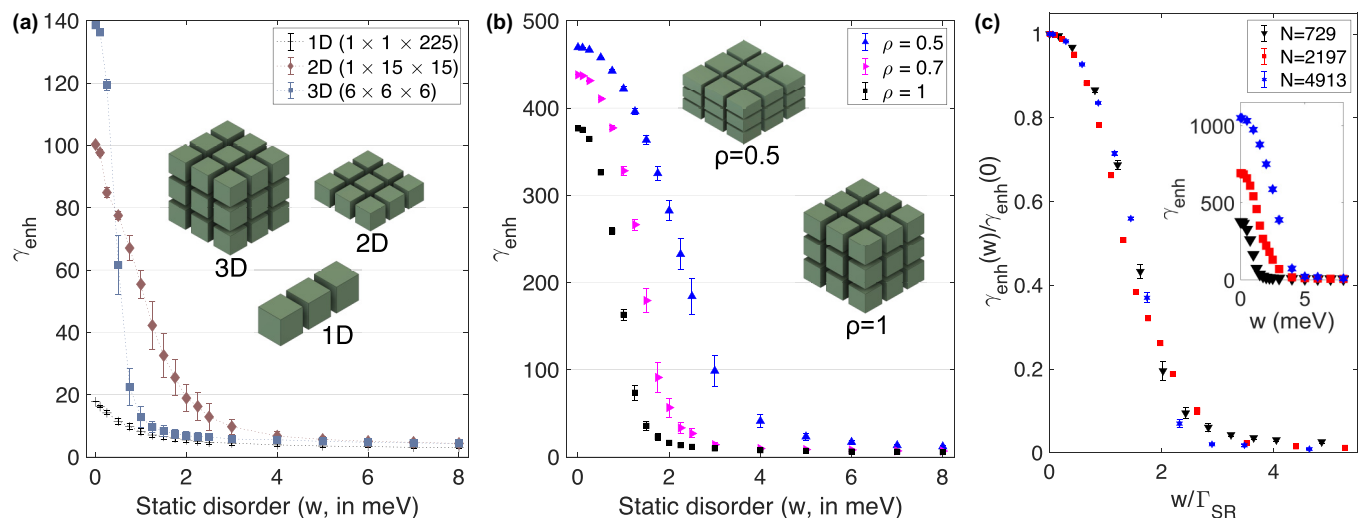 (a)
140
120
100
80
60
40
20
0
γenh
1D (1 × 1 × 225)
2D (1 × 15 × 15)
3D (6 × 6 × 6)
3D
2D
1D
0 2 4 6 8
Static disorder (w, in meV)
(b)
500
400
300
200
100
0
γenh
ρ = 0.5
ρ = 0.7
ρ = 1
ρ=0.5
ρ=1
0 2 4 6 8
Static disorder (w, in meV)
(c)
1
0.8
0.6
0.4
0.2
0
γenh(w)/γenh(0)
N=729
N=2197
N=4913
1000
500
0
γenh
0 5
w (meV)
0 2 4
w/ΓSR